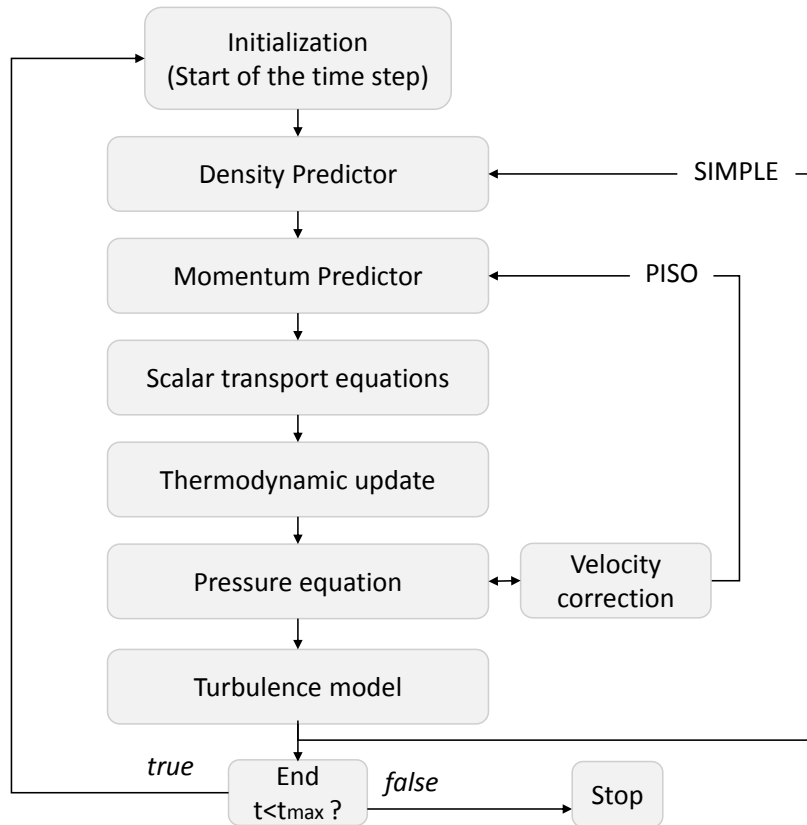 Initialization
(Start of the time step)
Density Predictor
SIMPLE
Momentum Predictor
PISO
Scalar transport equations
Thermodynamic update
Pressure equation
Velocity
correction
Turbulence model
true
End
t<tmax ?
false
Stop